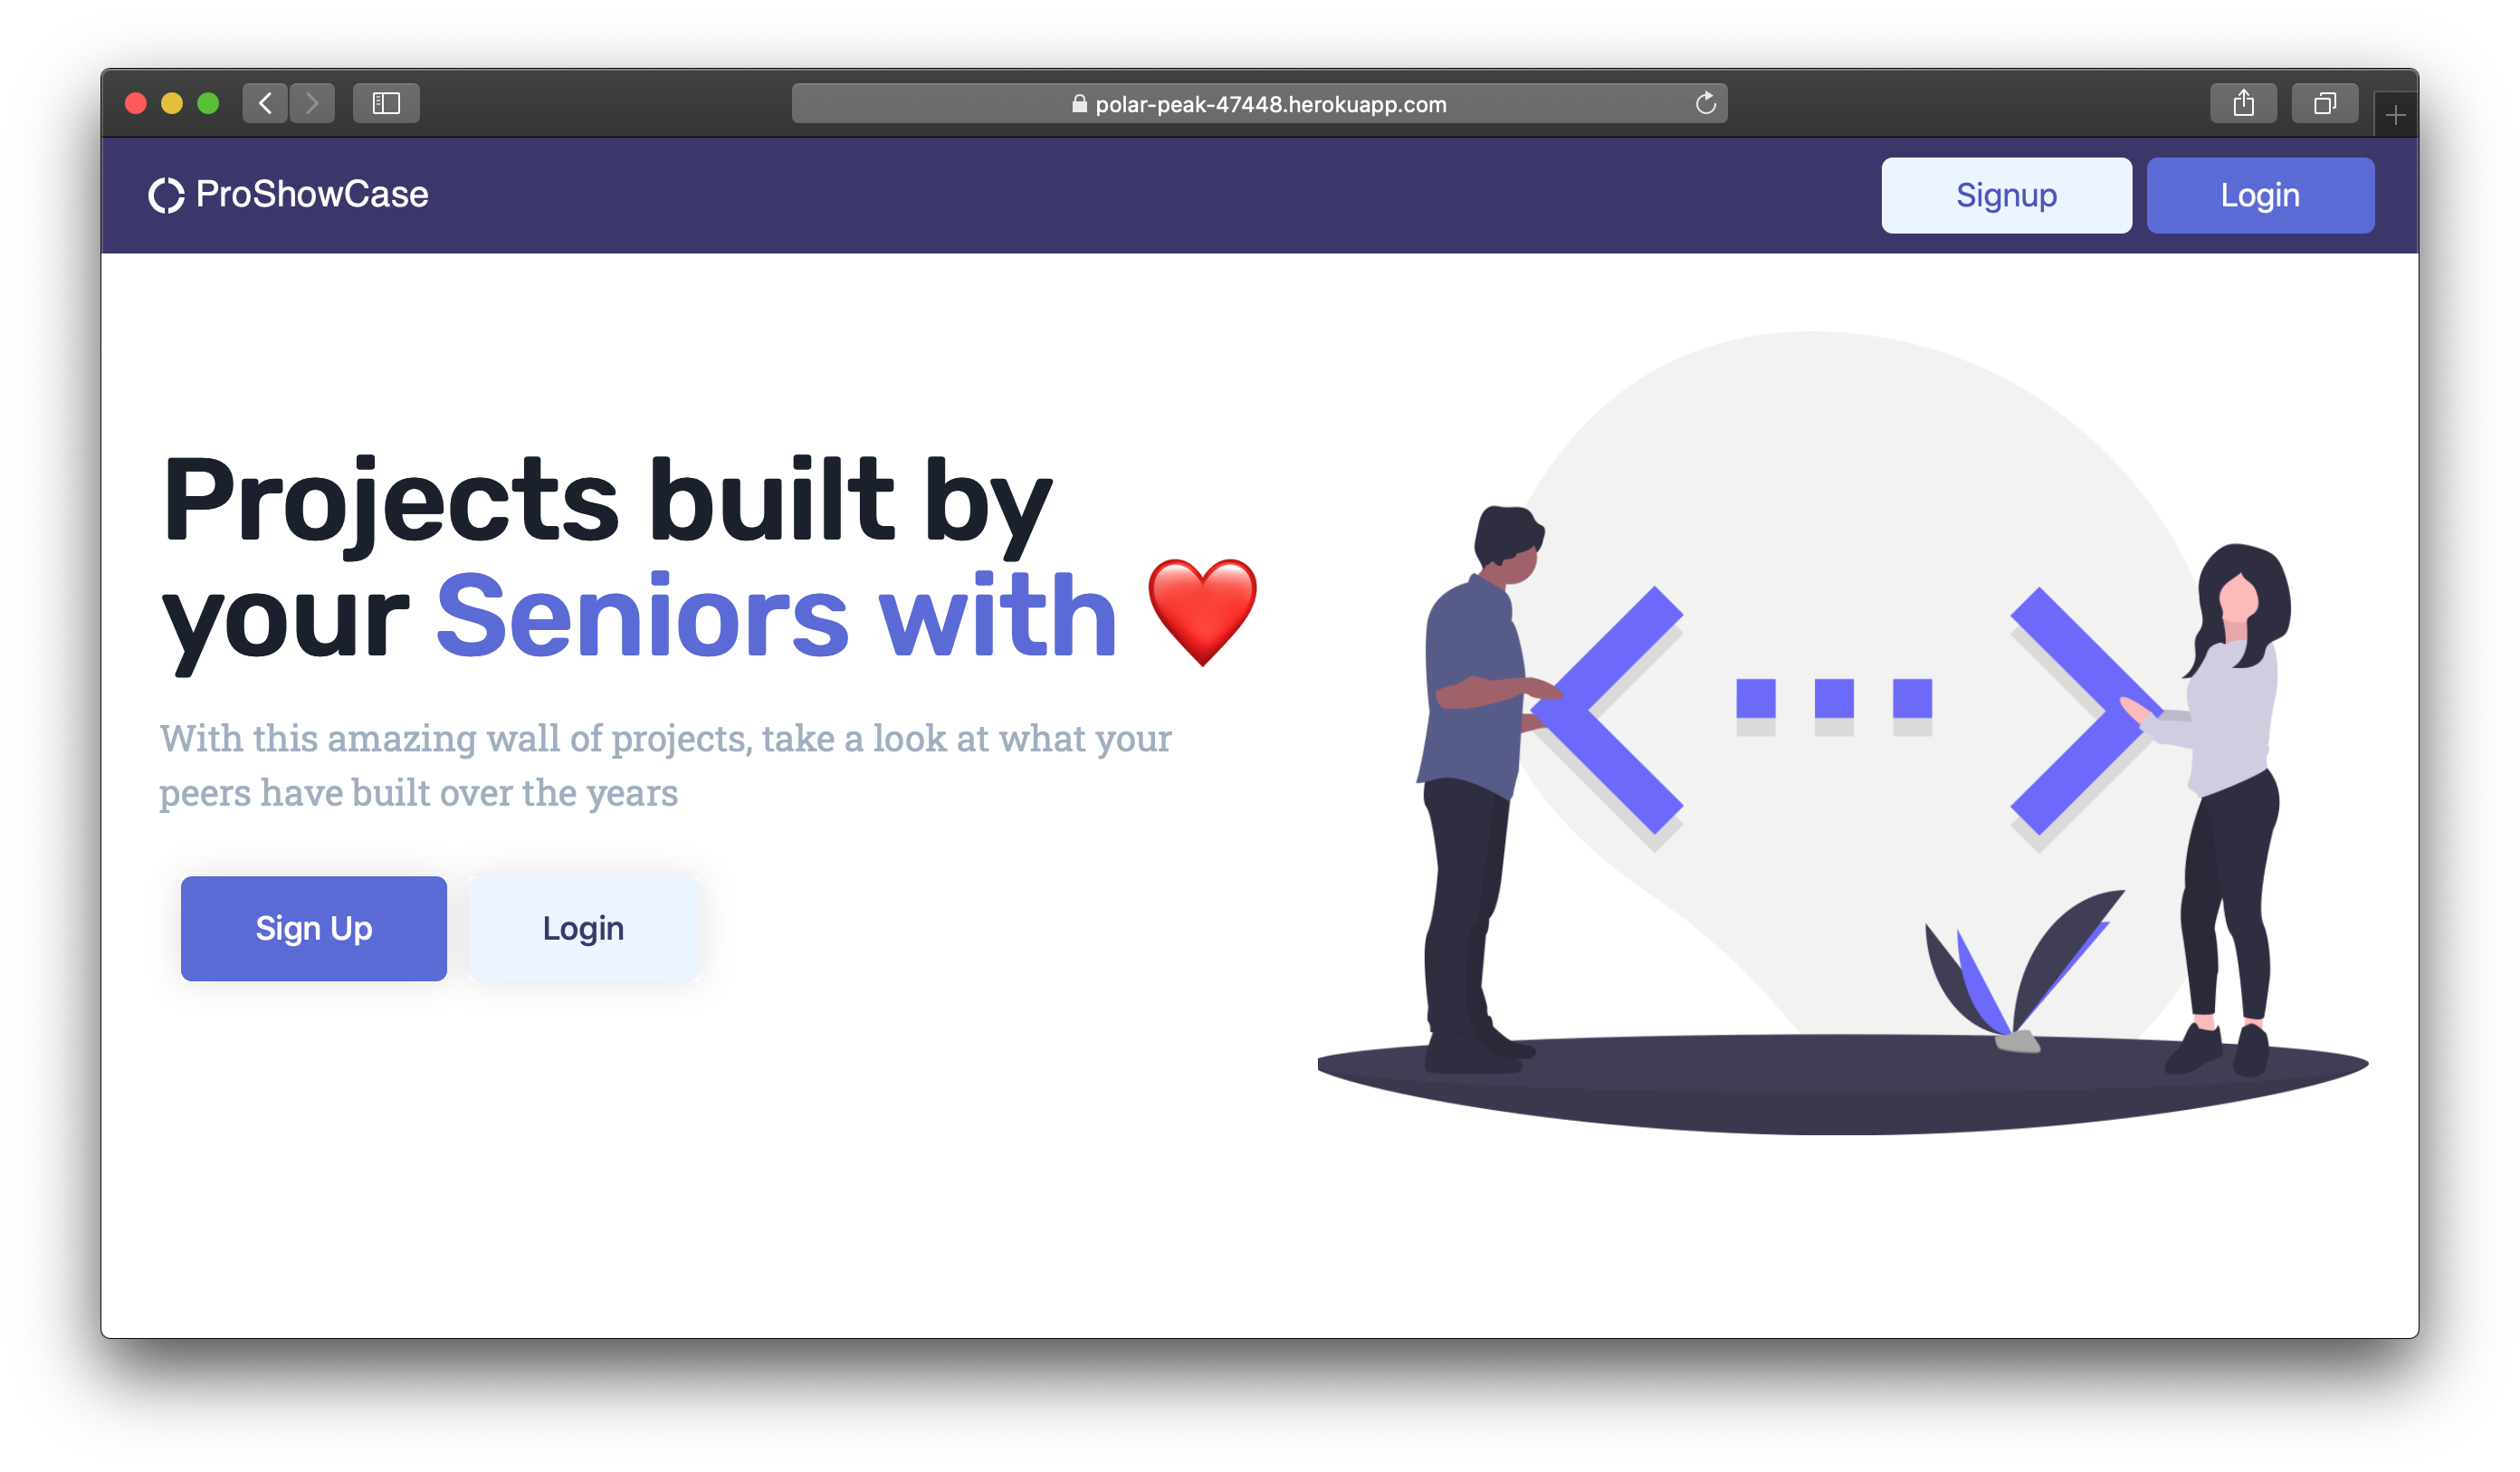 polar-peak-47448.herokuapp.com
ProShowCase
Signup
Login
Projects built by
your Seniors with ❤️
With this amazing wall of projects, take a look at what your
peers have built over the years
Sign Up
Login